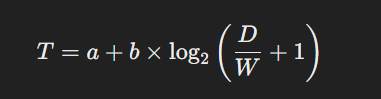 T = a + b × log₂ (D/W + 1)